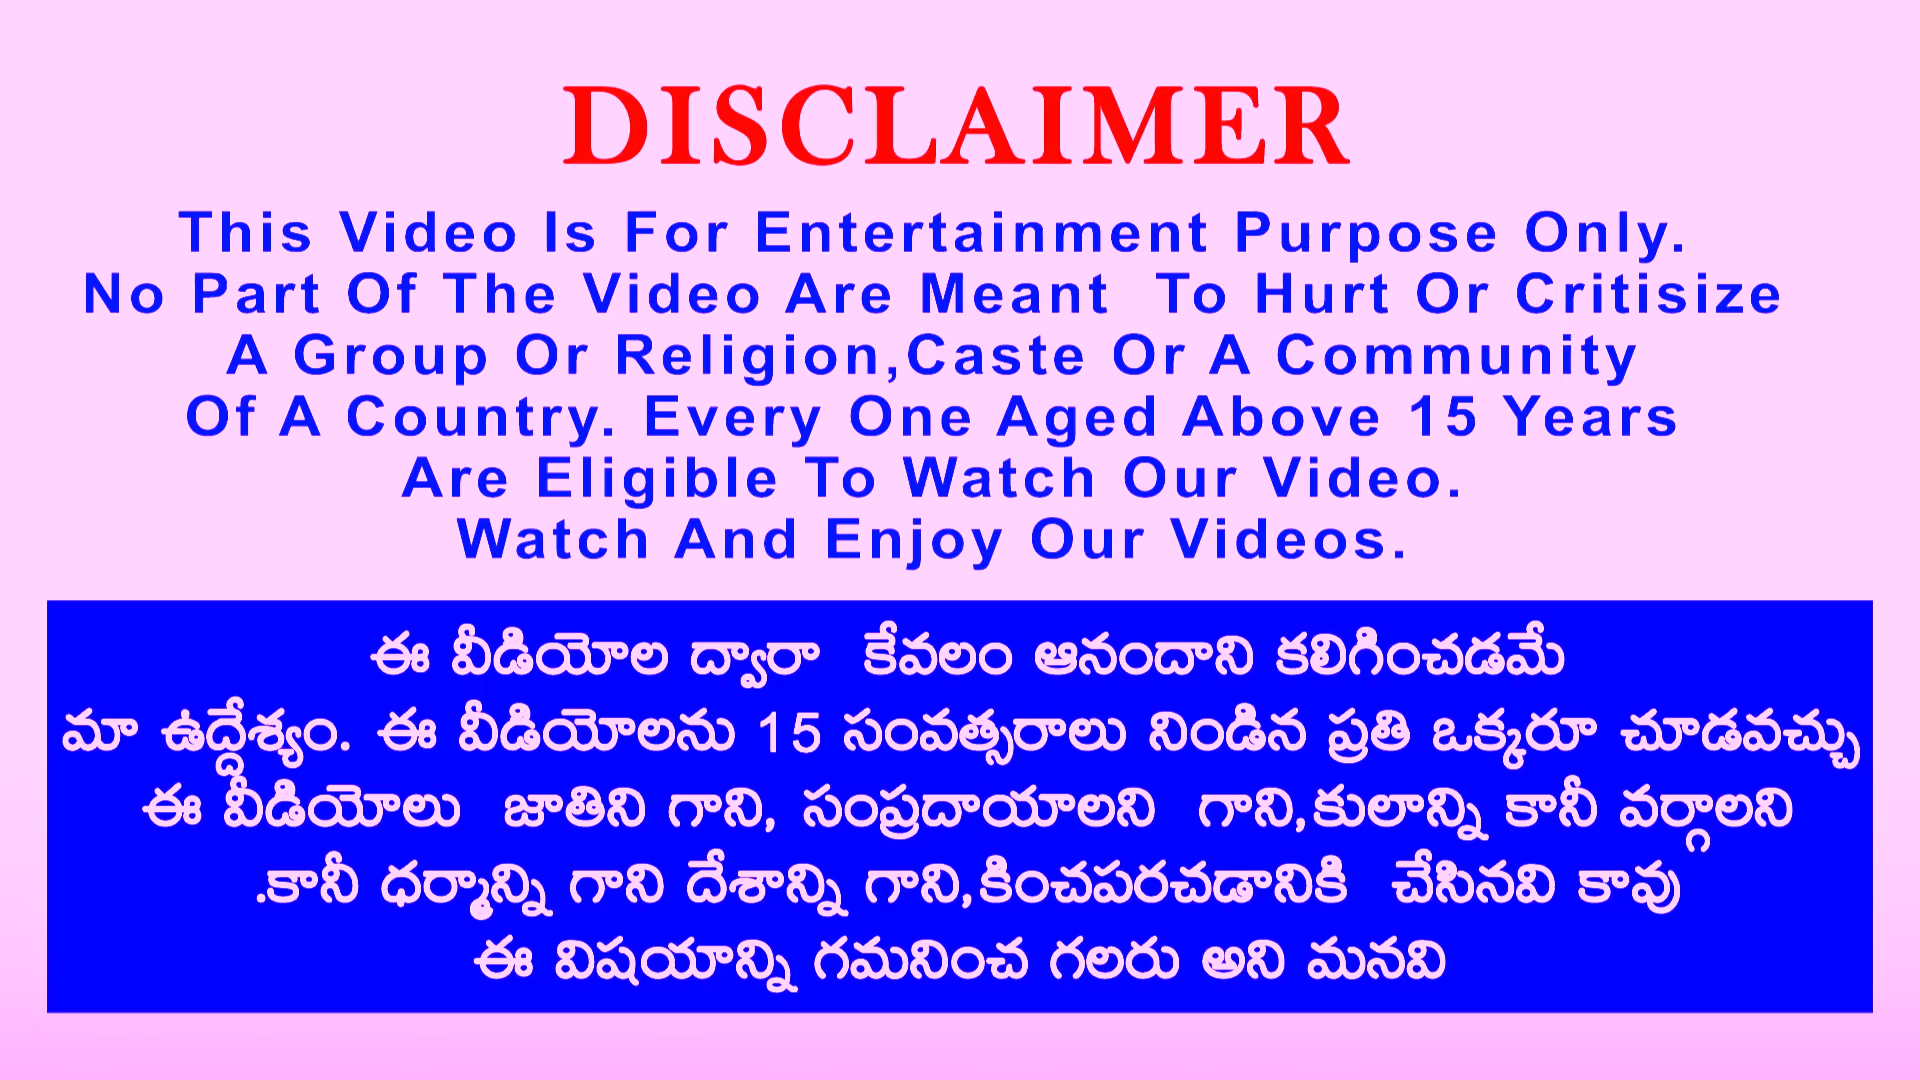 DISCLAIMER
This Video Is For Entertainment Purpose Only.
No Part Of The Video Are Meant To Hurt Or Critisize
A Group Or Religion,Caste Or A Community
Of A Country. Every One Aged Above 15 Years
Are Eligible To Watch Our Video.
Watch And Enjoy Our Videos.
ఈ వీడియోల ద్వారా కేవలం ఆనందాని కలిగించడమే
మా ఉద్దేశ్యం. ఈ వీడియోలను 15 సంవత్సరాలు నిండిన ప్రతి ఒక్కరూ చూడవచ్చు
ఈ వీడియోలు జాతిని గాని, సంప్రదాయాలని గాని,కులాన్ని కానీ వర్గాలని
.కానీ ధర్మాన్ని గాని దేశాన్ని గాని,కించపరచడానికి చేసినవి కావు
ఈ విషయాన్ని గమనించ గలరు అని మనవి